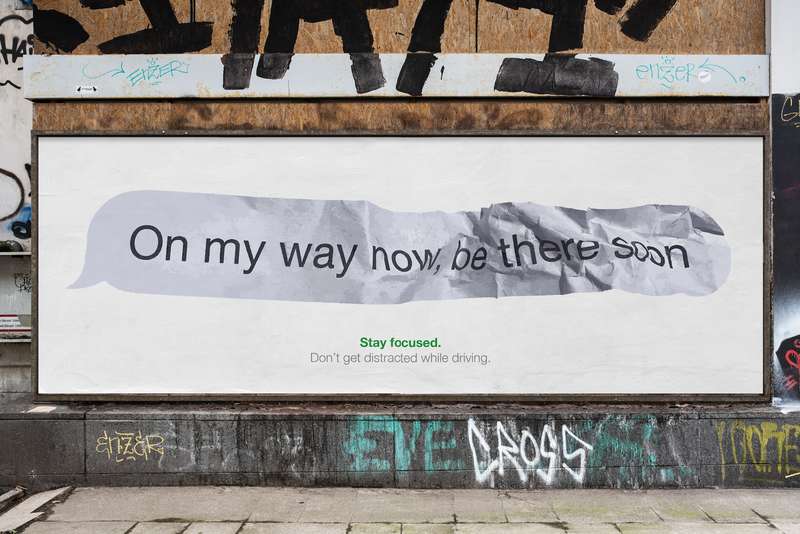 ENZER
enzer
On my way now, be there soon
Stay focused.
Don't get distracted while driving.
ENZER
EVE
CROSS